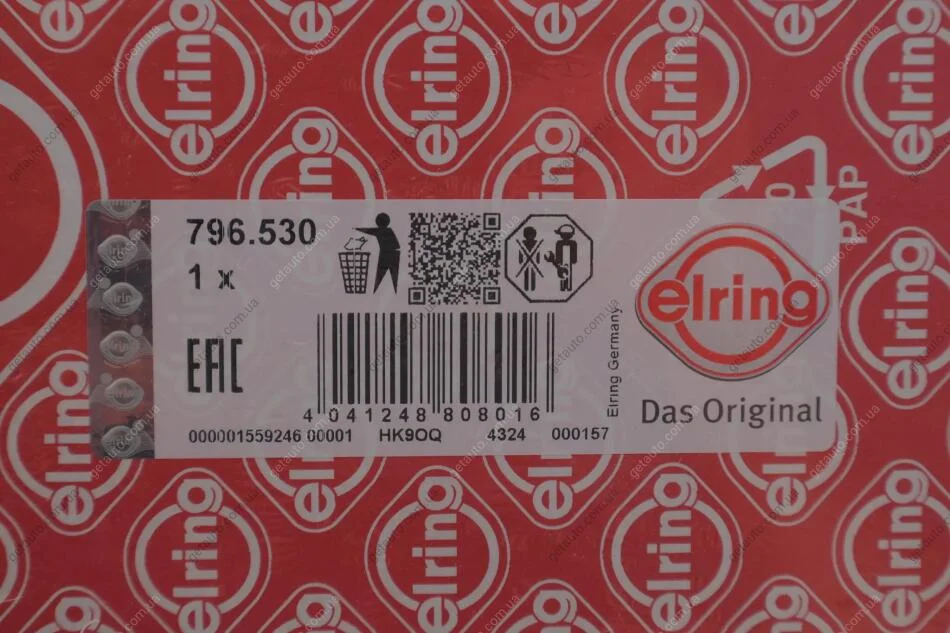 796.530
1 x
EAC
4 041248 808016
000001559246 00001 HK9OQ 4324 000157
Elring Germany
elring
Das Original
PAP
getauto.com.ua